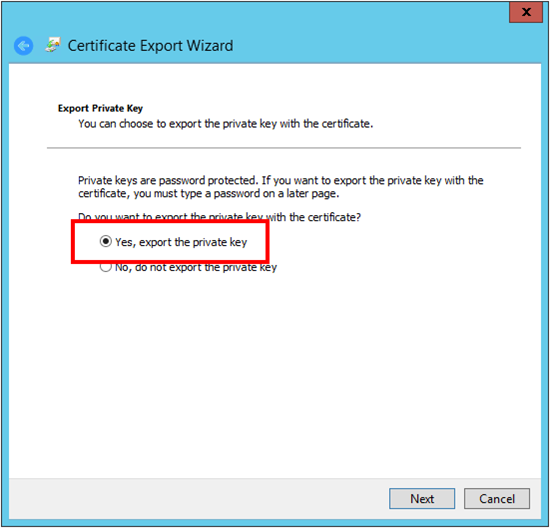 Certificate Export Wizard
Export Private Key
You can choose to export the private key with the certificate.
Private keys are password protected. If you want to export the private key with the
certificate, you must type a password on a later page.
Do you want to export the private key with the certificate?
Yes, export the private key
No, do not export the private key
Next
Cancel